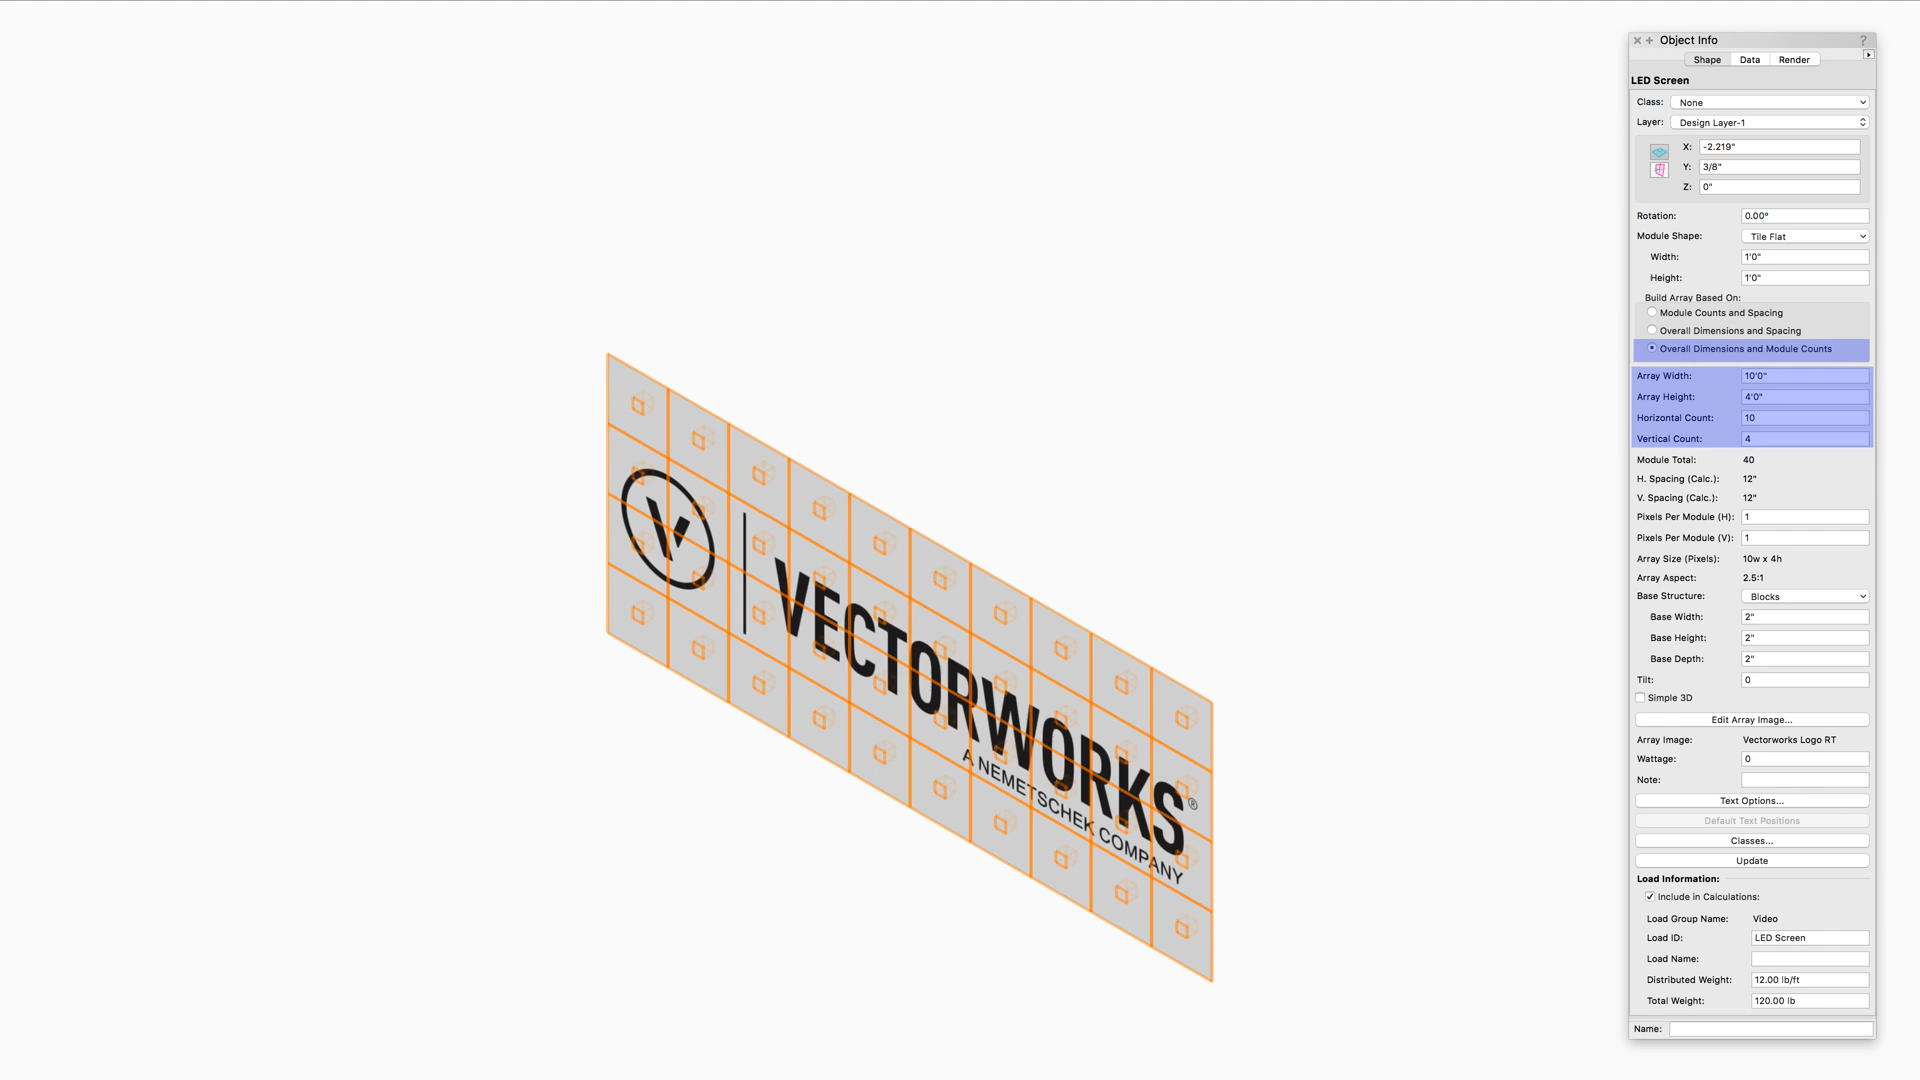 Object Info
?
Shape Data Render
LED Screen
Class: None
Layer: Design Layer-1
X: -2.219"
Y: 3/8"
Z: 0"
Rotation: 0.00°
Module Shape: Tile Flat
Width: 1'0"
Height: 1'0"
Build Array Based On:
Module Counts and Spacing
Overall Dimensions and Spacing
Overall Dimensions and Module Counts
Array Width: 10'0"
Array Height: 4'0"
Horizontal Count: 10
Vertical Count: 4
Module Total: 40
H. Spacing (Calc.): 12"
V. Spacing (Calc.): 12"
Pixels Per Module (H): 1
Pixels Per Module (V): 1
Array Size (Pixels): 10w x 4h
Array Aspect: 2.5:1
Base Structure: Blocks
Base Width: 2"
Base Height: 2"
Base Depth: 2"
Tilt: 0
Simple 3D
Edit Array Image...
Array Image: Vectorworks Logo RT
Wattage: 0
Note:
Text Options...
Default Text Positions
Classes...
Update
Load Information:
Include in Calculations:
Load Group Name: Video
Load ID: LED Screen
Load Name:
Distributed Weight: 12.00 lb/ft
Total Weight: 120.00 lb
Name:
V
VECTORWORKS®
A NEMETSCHEK COMPANY